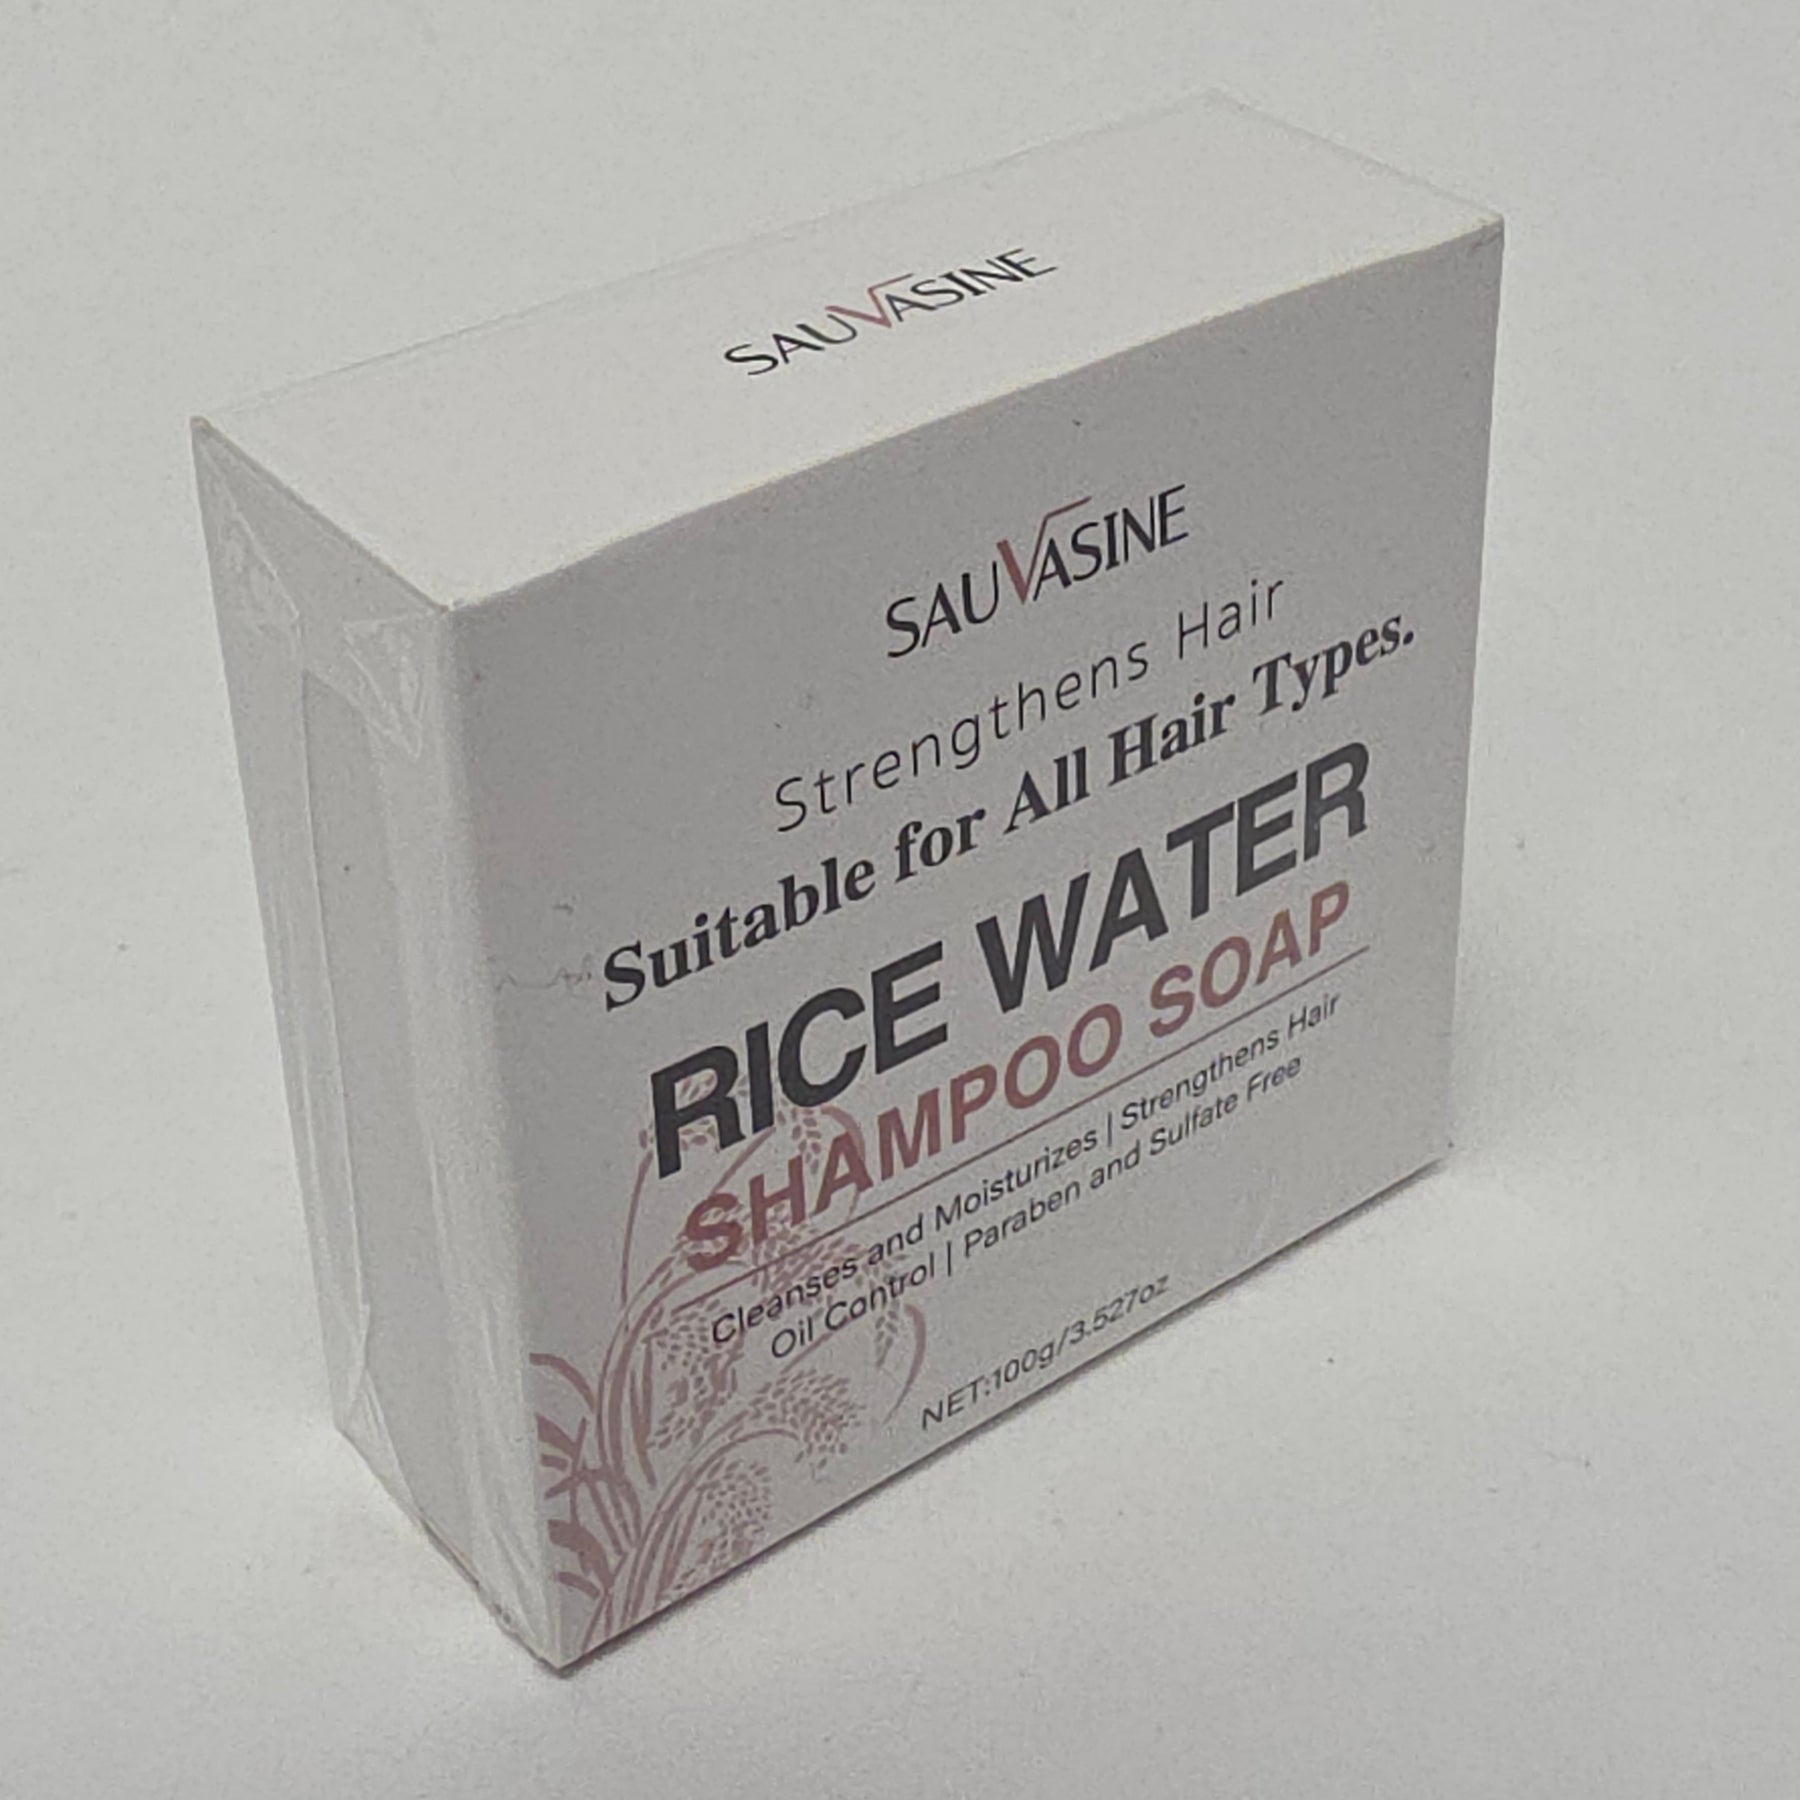 SAUVASINE
SAUVASINE
Strengthens Hair
Suitable for All Hair Types.
RICE WATER
SHAMPOO SOAP
Cleanses and Moisturizes | Strengthens Hair
Oil Control | Paraben and Sulfate Free
NET:100g/3.527oz